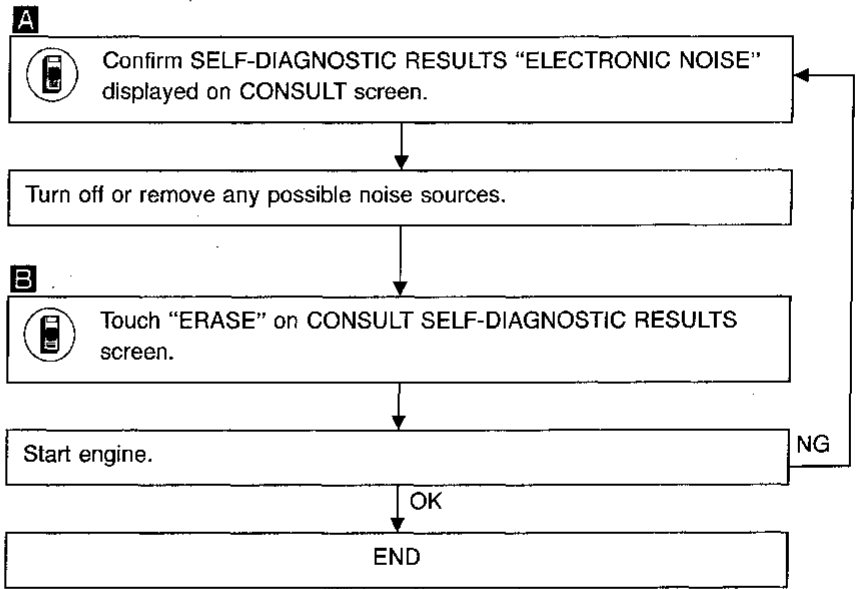 A
Confirm SELF-DIAGNOSTIC RESULTS “ELECTRONIC NOISE”
displayed on CONSULT screen.
Turn off or remove any possible noise sources.
B
Touch “ERASE” on CONSULT SELF-DIAGNOSTIC RESULTS
screen.
Start engine.
NG
OK
END